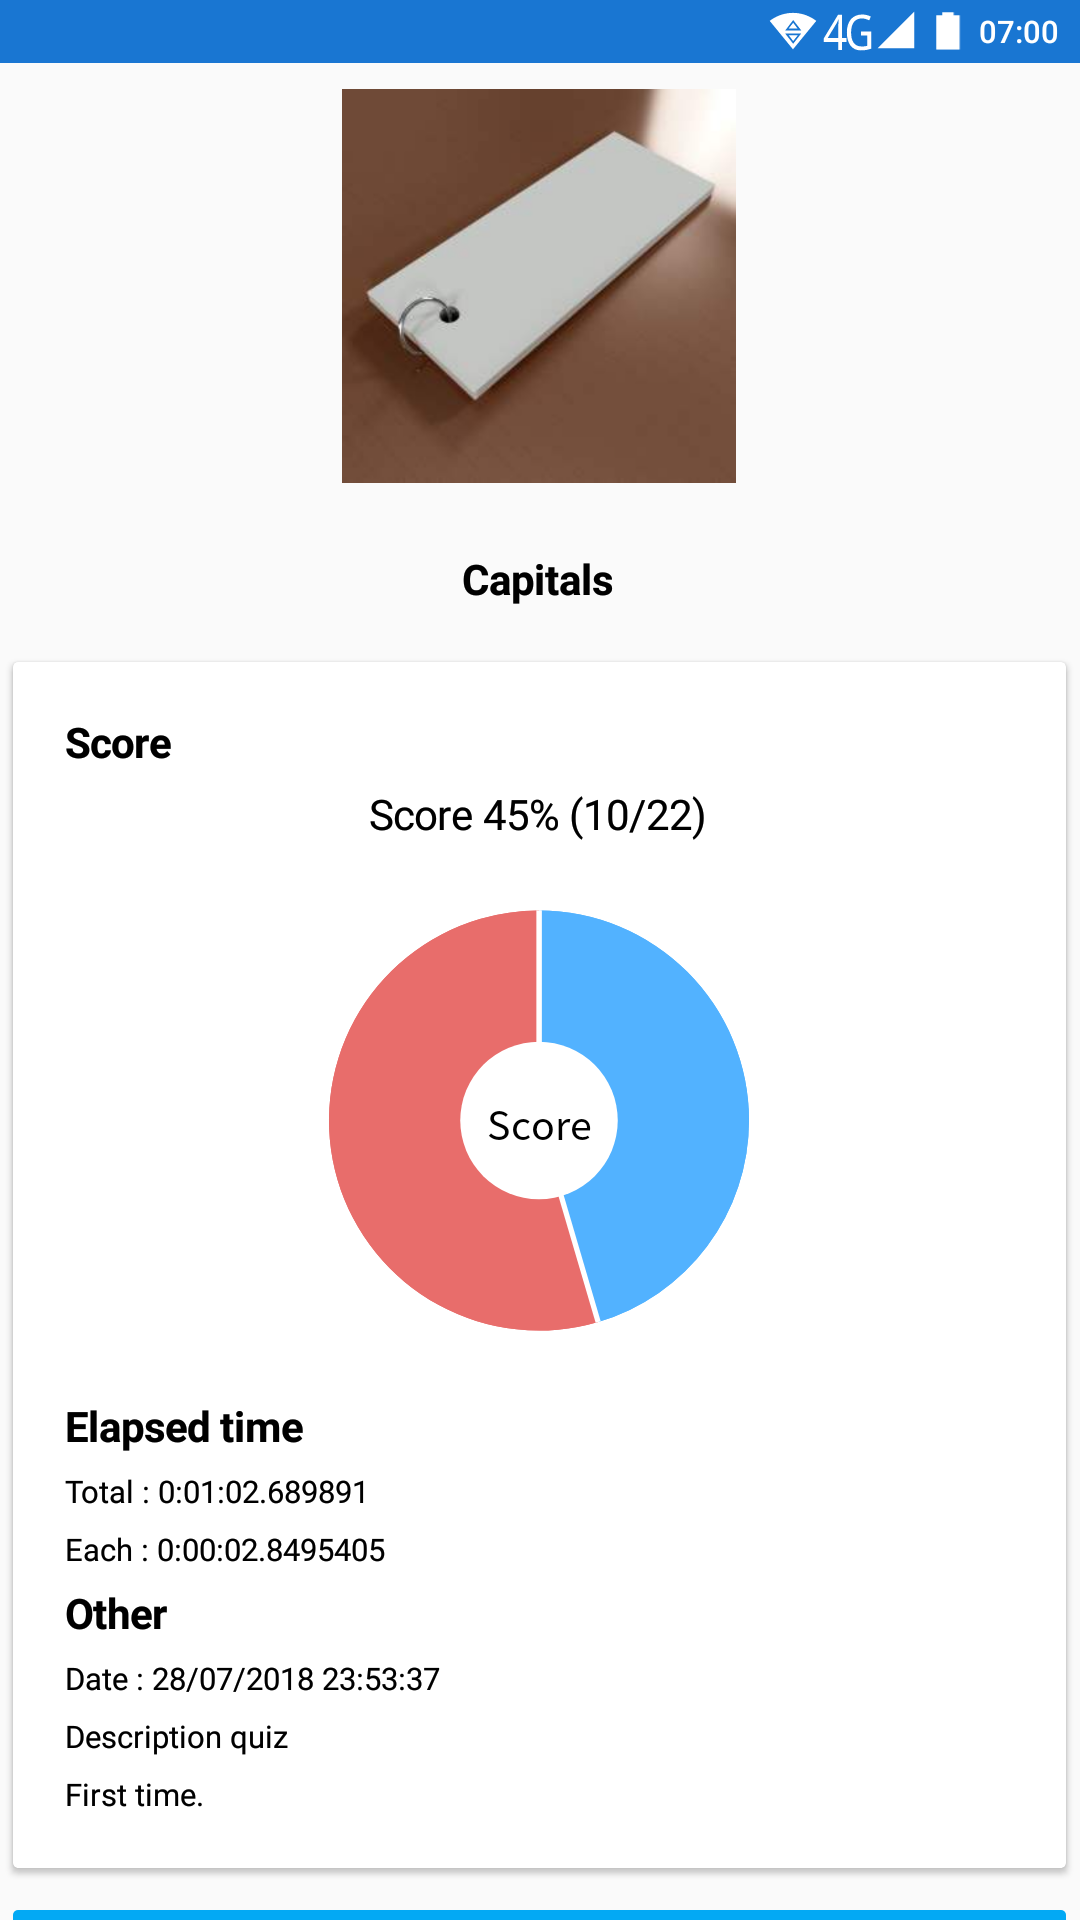 4G 07:00
Capitals
Score
Score 45% (10/22)
Score
Elapsed time
Total : 0:01:02.689891
Each : 0:00:02.8495405
Other
Date : 28/07/2018 23:53:37
Description quiz
First time.